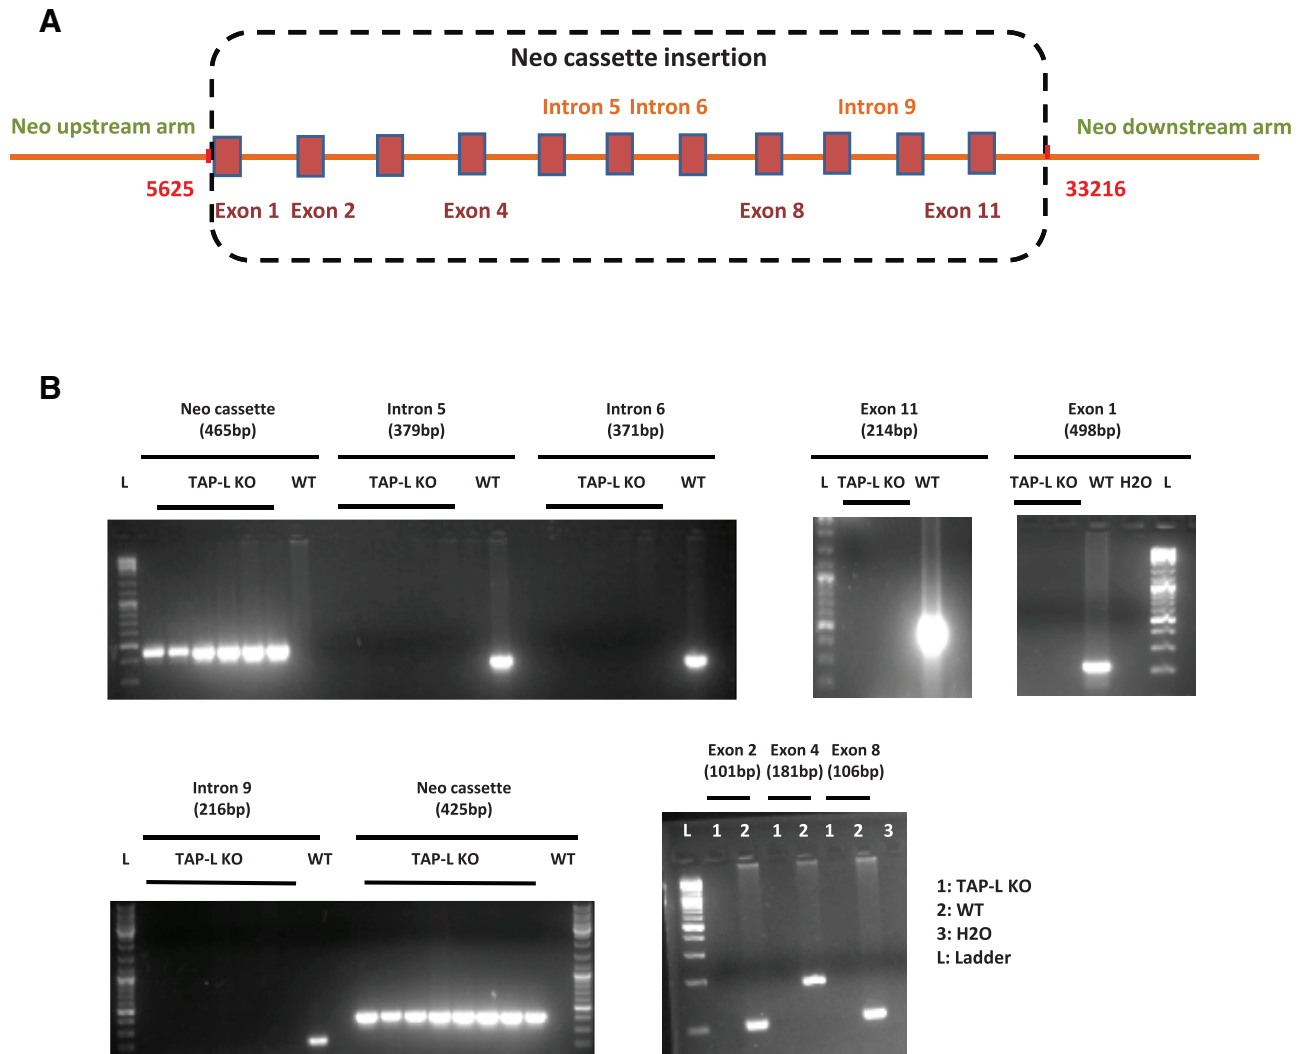 A
Neo cassette insertion
Intron 5 Intron 6 Intron 9
Neo upstream arm
Neo downstream arm
5625
33216
Exon 1 Exon 2 Exon 4 Exon 8 Exon 11
B
Neo cassette
(465bp)
Intron 5
(379bp)
Intron 6
(371bp)
Exon 11
(214bp)
Exon 1
(498bp)
L TAP-L KO WT TAP-L KO WT TAP-L KO WT
L TAP-L KO WT
TAP-L KO WT H2O L
Intron 9
(216bp)
Neo cassette
(425bp)
L TAP-L KO WT TAP-L KO WT
Exon 2 Exon 4 Exon 8
(101bp) (181bp) (106bp)
L 1 2 1 2 1 2 3
1: TAP-L KO
2: WT
3: H2O
L: Ladder